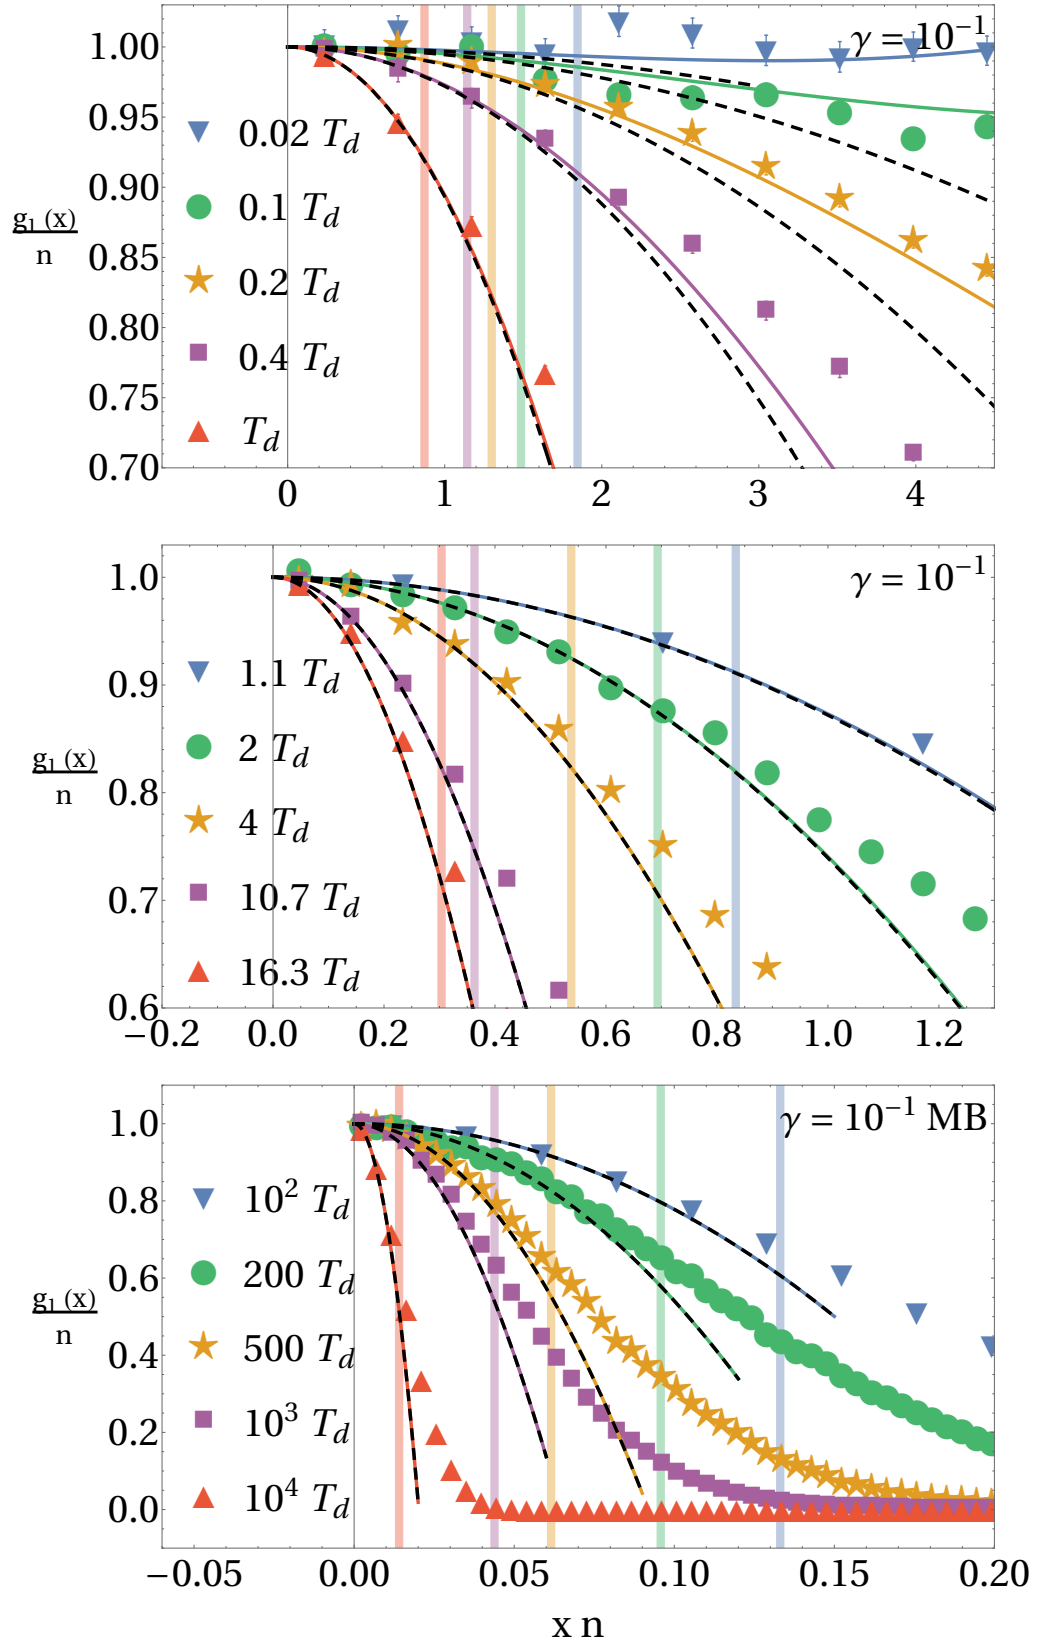 γ = 10⁻¹
1.00
0.95
0.90
0.85
0.80
0.75
0.70
g₁(x)
n
0.02 T_d
0.1 T_d
0.2 T_d
0.4 T_d
T_d
0 1 2 3 4
γ = 10⁻¹
1.0
0.9
0.8
0.7
0.6
g₁(x)
n
1.1 T_d
2 T_d
4 T_d
10.7 T_d
16.3 T_d
−0.2 0.0 0.2 0.4 0.6 0.8 1.0 1.2
γ = 10⁻¹ MB
1.0
0.8
0.6
0.4
0.2
0.0
g₁(x)
n
10² T_d
200 T_d
500 T_d
10³ T_d
10⁴ T_d
−0.05 0.00 0.05 0.10 0.15 0.20
x n